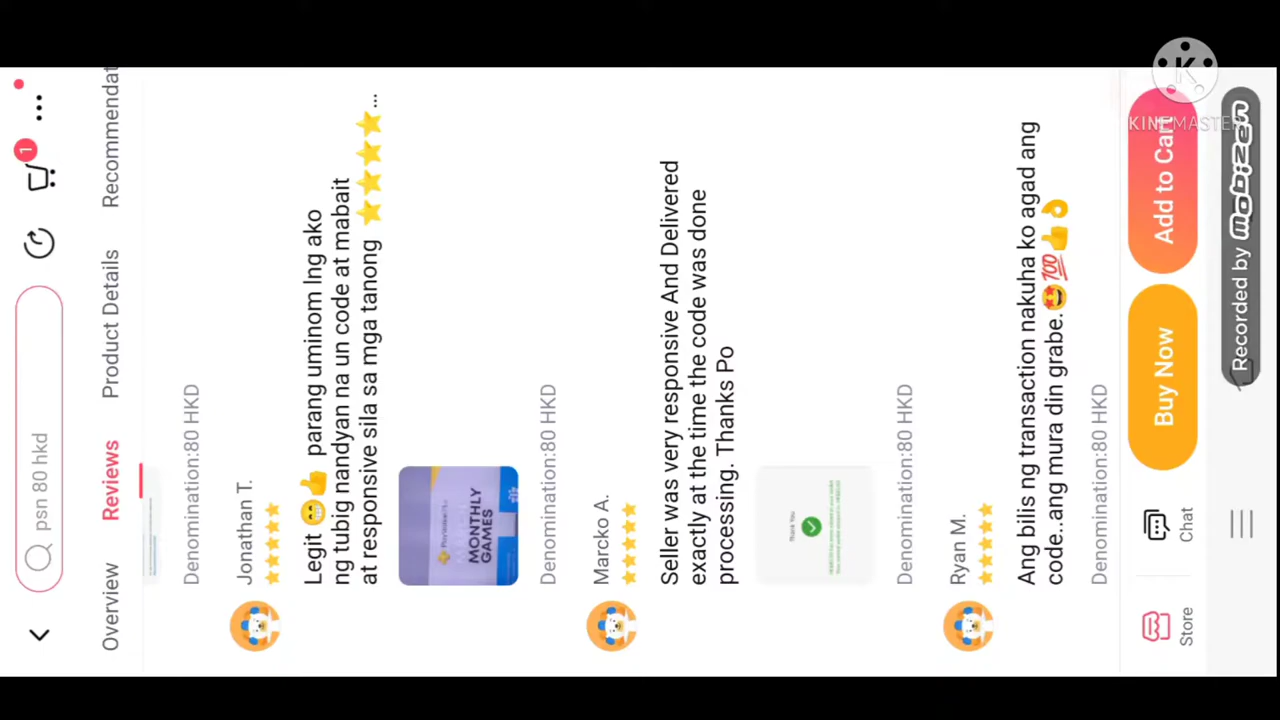 psn 80 hkd
1
Overview
Reviews
Product Details
Recommendat
Denomination:80 HKD
Jonathan T.
Legit 😁👍 parang uminom lng ako
ng tubig nandyan na un code at mabait
at responsive sila sa mga tanong ⭐⭐⭐⭐ ...
MONTHLY
GAMES
Denomination:80 HKD
Marcko A.
Seller was very responsive And Delivered
exactly at the time the code was done
processing. Thanks Po
Thank You
Denomination:80 HKD
Ryan M.
Ang bilis ng transaction nakuha ko agad ang
code..ang mura din grabe.🤩💯👍👌
Denomination:80 HKD
Store
Chat
Buy Now
Add to Cart
KINEMASTER
Recorded by mobizen